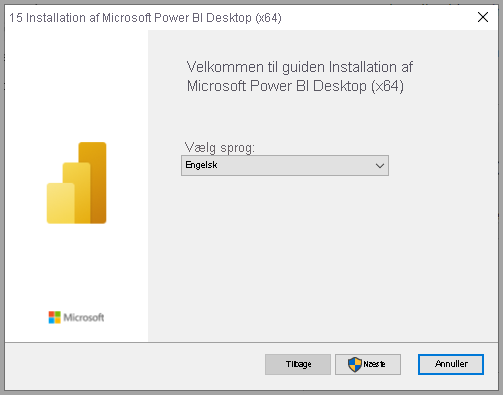 15 Installation af Microsoft Power BI Desktop (x64)
Velkommen til guiden Installation af
Microsoft Power BI Desktop (x64)
Vælg sprog:
Engelsk
Microsoft
Tilbage
Næste
Annuller